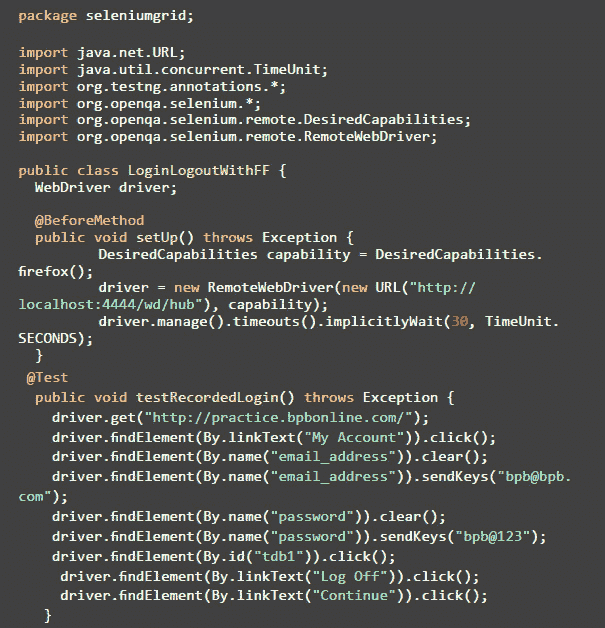 package seleniumgrid;
import java.net.URL;
import java.util.concurrent.TimeUnit;
import org.testng.annotations.*;
import org.openqa.selenium.*;
import org.openqa.selenium.remote.DesiredCapabilities;
import org.openqa.selenium.remote.RemoteWebDriver;
public class LoginLogoutWithFF {
WebDriver driver;
@BeforeMethod
public void setUp() throws Exception {
DesiredCapabilities capability = DesiredCapabilities.
firefox();
driver = new RemoteWebDriver(new URL("http://
localhost:4444/wd/hub"), capability);
driver.manage().timeouts().implicitlyWait(30, TimeUnit.
SECONDS);
}
@Test
public void testRecordedLogin() throws Exception {
driver.get("http://practice.bpbonline.com/");
driver.findElement(By.linkText("My Account")).click();
driver.findElement(By.name("email_address")).clear();
driver.findElement(By.name("email_address")).sendKeys("bpb@bpb.
com");
driver.findElement(By.name("password")).clear();
driver.findElement(By.name("password")).sendKeys("bpb@123");
driver.findElement(By.id("tdb1")).click();
driver.findElement(By.linkText("Log Off")).click();
driver.findElement(By.linkText("Continue")).click();
}